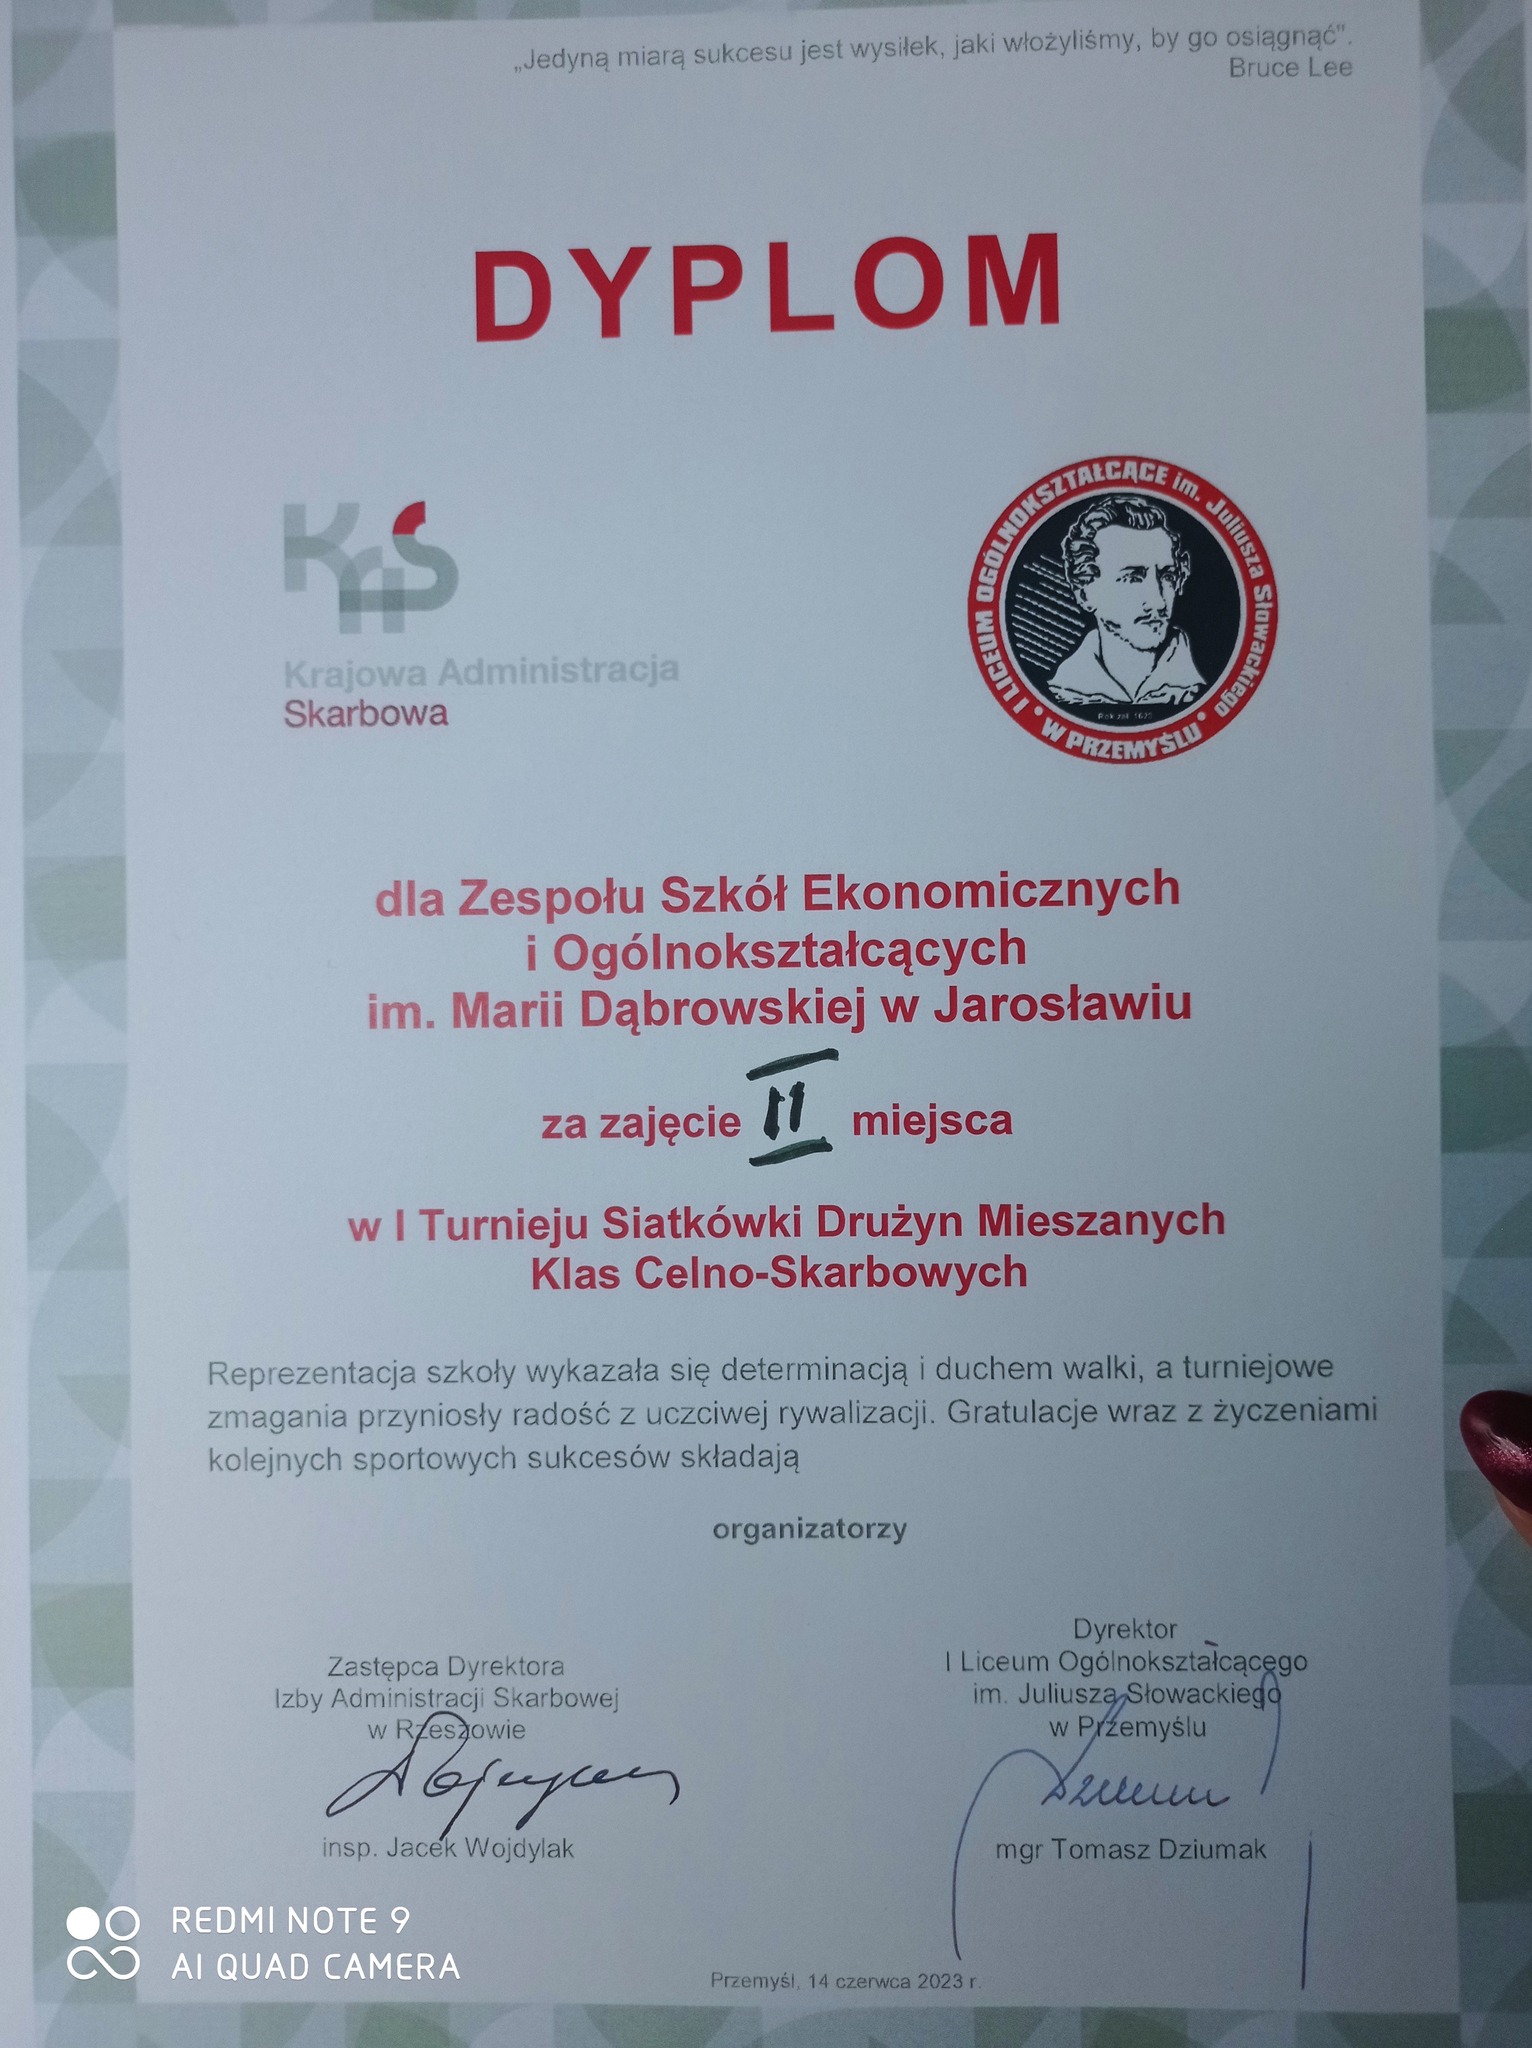 „Jedyną miarą sukcesu jest wysiłek, jaki włożyliśmy, by go osiągnąć”.
Bruce Lee
DYPLOM
KAS
Krajowa Administracja
Skarbowa
I LICEUM OGÓLNOKSZTAŁCĄCE im. Juliusza Słowackiego
• W PRZEMYŚLU •
dla Zespołu Szkół Ekonomicznych
i Ogólnokształcących
im. Marii Dąbrowskiej w Jarosławiu
za zajęcie II miejsca
w I Turnieju Siatkówki Drużyn Mieszanych
Klas Celno-Skarbowych
Reprezentacja szkoły wykazała się determinacją i duchem walki, a turniejowe
zmagania przyniosły radość z uczciwej rywalizacji. Gratulacje wraz z życzeniami
kolejnych sportowych sukcesów składają
organizatorzy
Zastępca Dyrektora
Izby Administracji Skarbowej
w Rzeszowie
insp. Jacek Wojdylak
Dyrektor
I Liceum Ogólnokształcącego
im. Juliusza Słowackiego
w Przemyślu
mgr Tomasz Dziumak
Przemyśl, 14 czerwca 2023 r.
REDMI NOTE 9
AI QUAD CAMERA